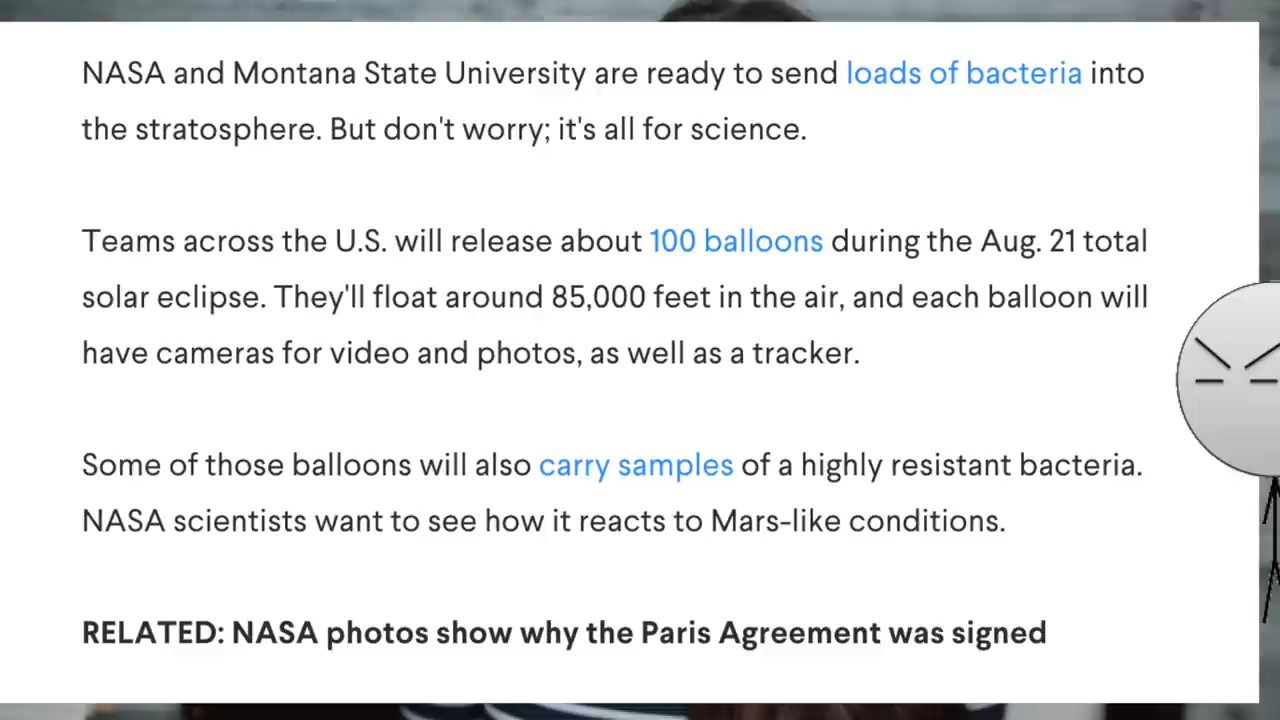 NASA and Montana State University are ready to send loads of bacteria into
the stratosphere. But don't worry; it's all for science.
Teams across the U.S. will release about 100 balloons during the Aug. 21 total
solar eclipse. They'll float around 85,000 feet in the air, and each balloon will
have cameras for video and photos, as well as a tracker.
Some of those balloons will also carry samples of a highly resistant bacteria.
NASA scientists want to see how it reacts to Mars-like conditions.
RELATED: NASA photos show why the Paris Agreement was signed